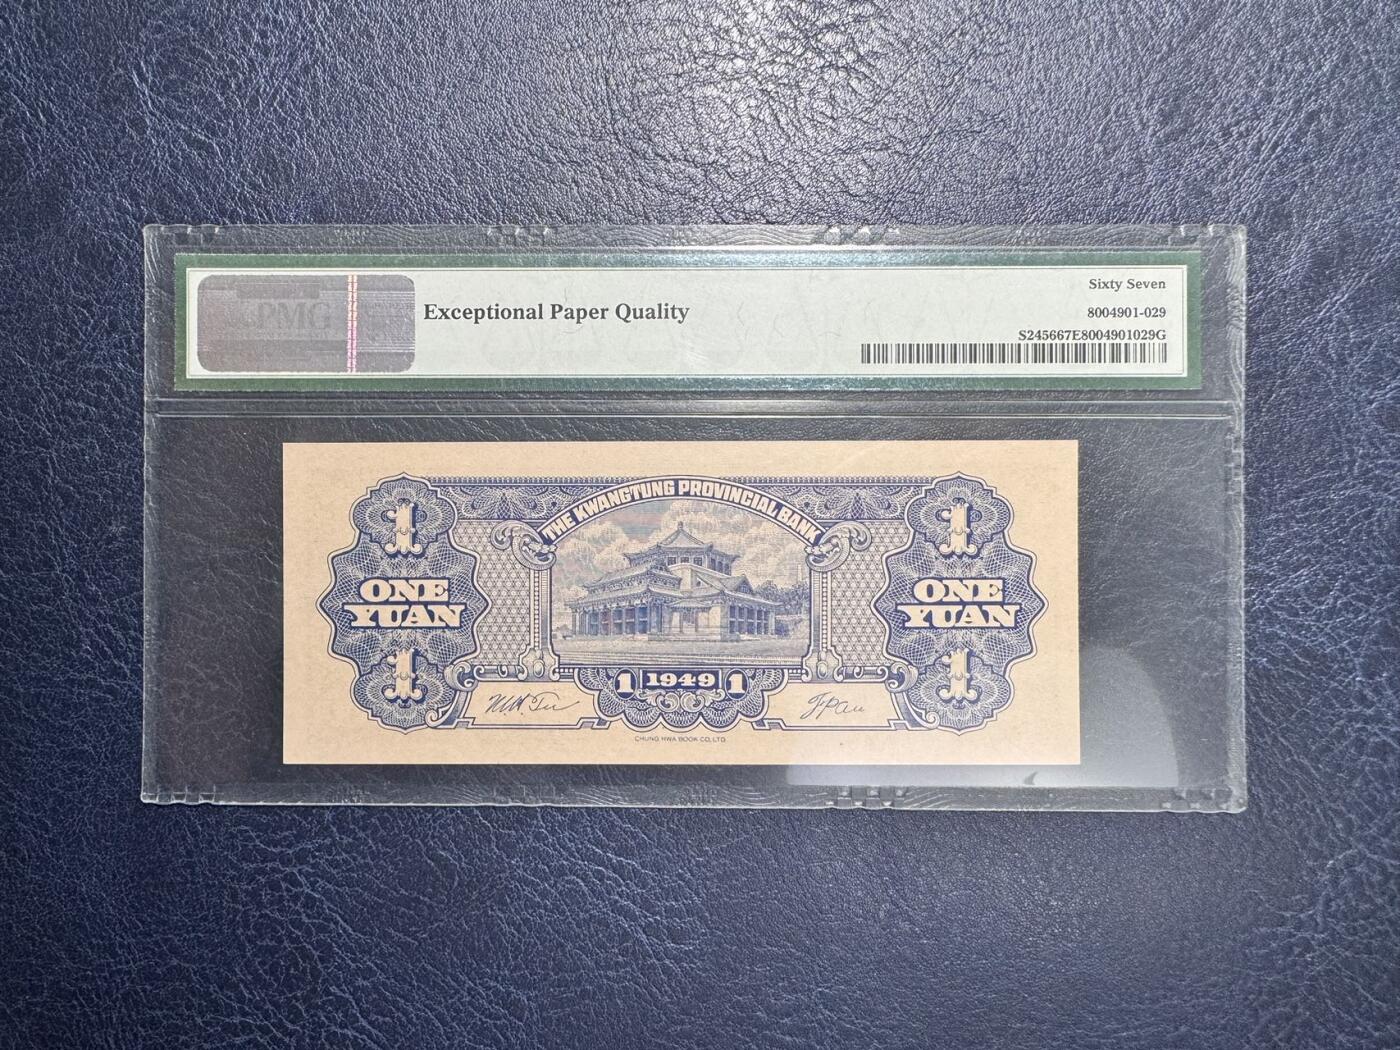 PMG
Exceptional Paper Quality
Sixty Seven
8004901-029
S245667E8004901029G
THE KWANGTUNG PROVINCIAL BANK
1
ONE
YUAN
1
1
ONE
YUAN
1
1 1949 1
CHUNG HWA BOOK CO., LTD.